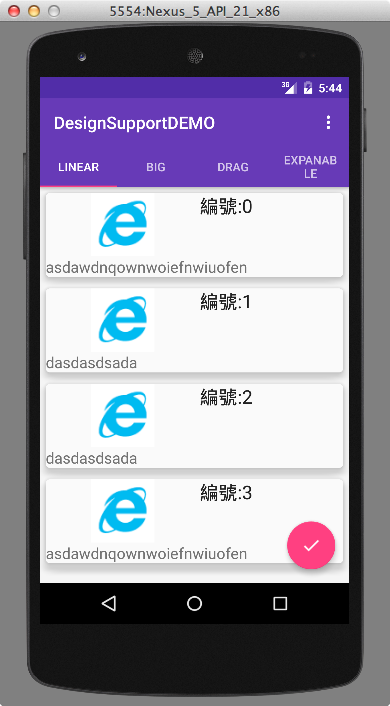 5554:Nexus_5_API_21_x86
3G 5:44
DesignSupportDEMO
LINEAR BIG DRAG EXPANAB
LE
編號:0
asdawdnqownwoiefnwiuofen
編號:1
dasdasdsada
編號:2
dasdasdsada
編號:3
asdawdnqownwoiefnwiuofen